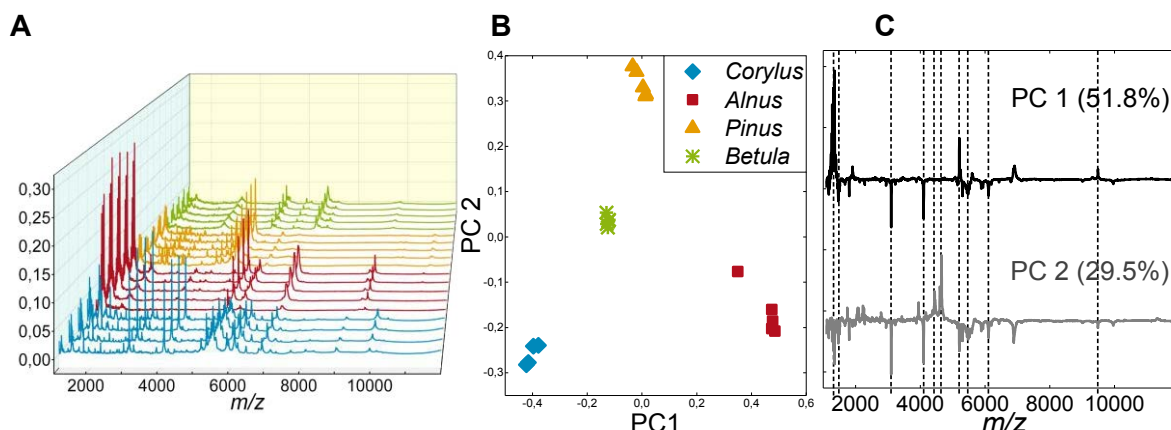 A
0,30
0,25
0,20
0,15
0,10
0,05
0,00
2000 4000 6000 8000 10000
m/z
B
0,4
0,3
0,2
0,1
0,0
-0,1
-0,2
-0,3
PC 2
Corylus
Alnus
Pinus
Betula
-0,4 -0,2 0,0 0,2 0,4 0,6
PC1
C
PC 1 (51.8%)
PC 2 (29.5%)
2000 4000 6000 8000 10000
m/z